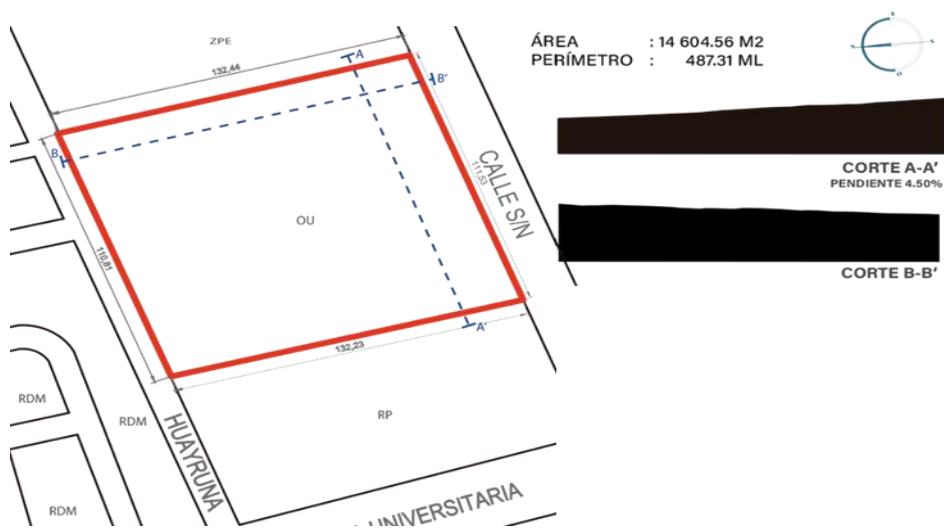 ZPE
132,44
A
B'
B
CALLE S/N
111,53
OU
110,81
A'
132,23
RDM
RDM
RP
HUAYRUNA
RDM
UNIVERSITARIA
ÁREA : 14 604.56 M2
PERÍMETRO : 487.31 ML
CORTE A-A'
PENDIENTE 4.50%
CORTE B-B'